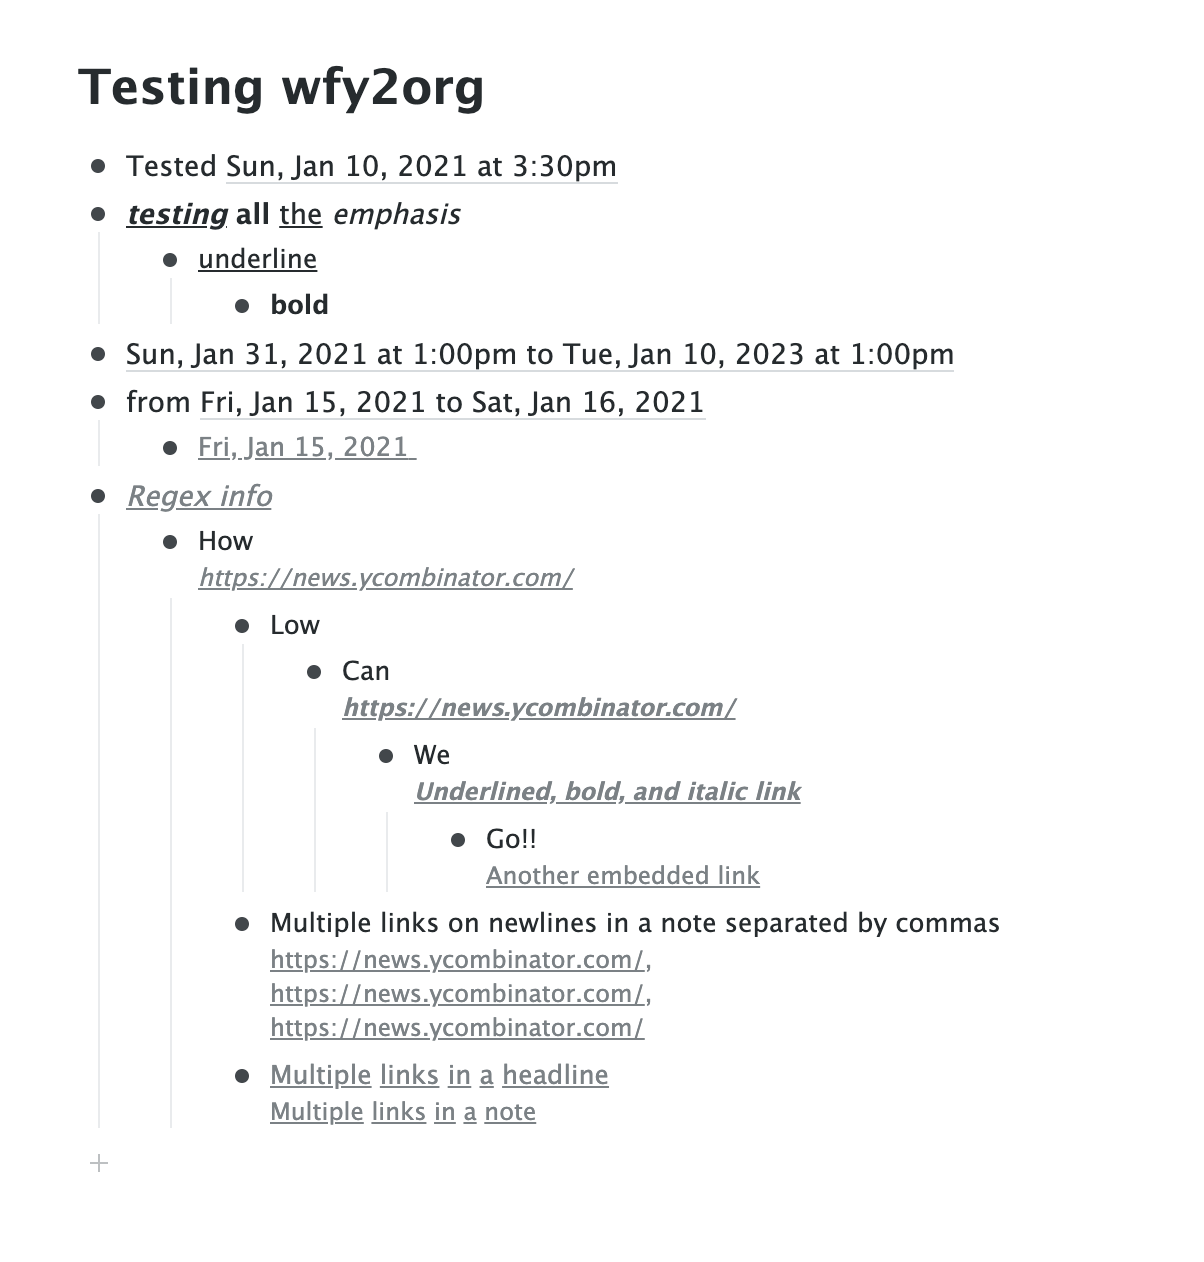 Testing wfy2org
Tested Sun, Jan 10, 2021 at 3:30pm
testing all the emphasis
underline
bold
Sun, Jan 31, 2021 at 1:00pm to Tue, Jan 10, 2023 at 1:00pm
from Fri, Jan 15, 2021 to Sat, Jan 16, 2021
Fri, Jan 15, 2021
Regex info
How
https://news.ycombinator.com/
Low
Can
https://news.ycombinator.com/
We
Underlined, bold, and italic link
Go!!
Another embedded link
Multiple links on newlines in a note separated by commas
https://news.ycombinator.com/,
https://news.ycombinator.com/,
https://news.ycombinator.com/
Multiple links in a headline
Multiple links in a note